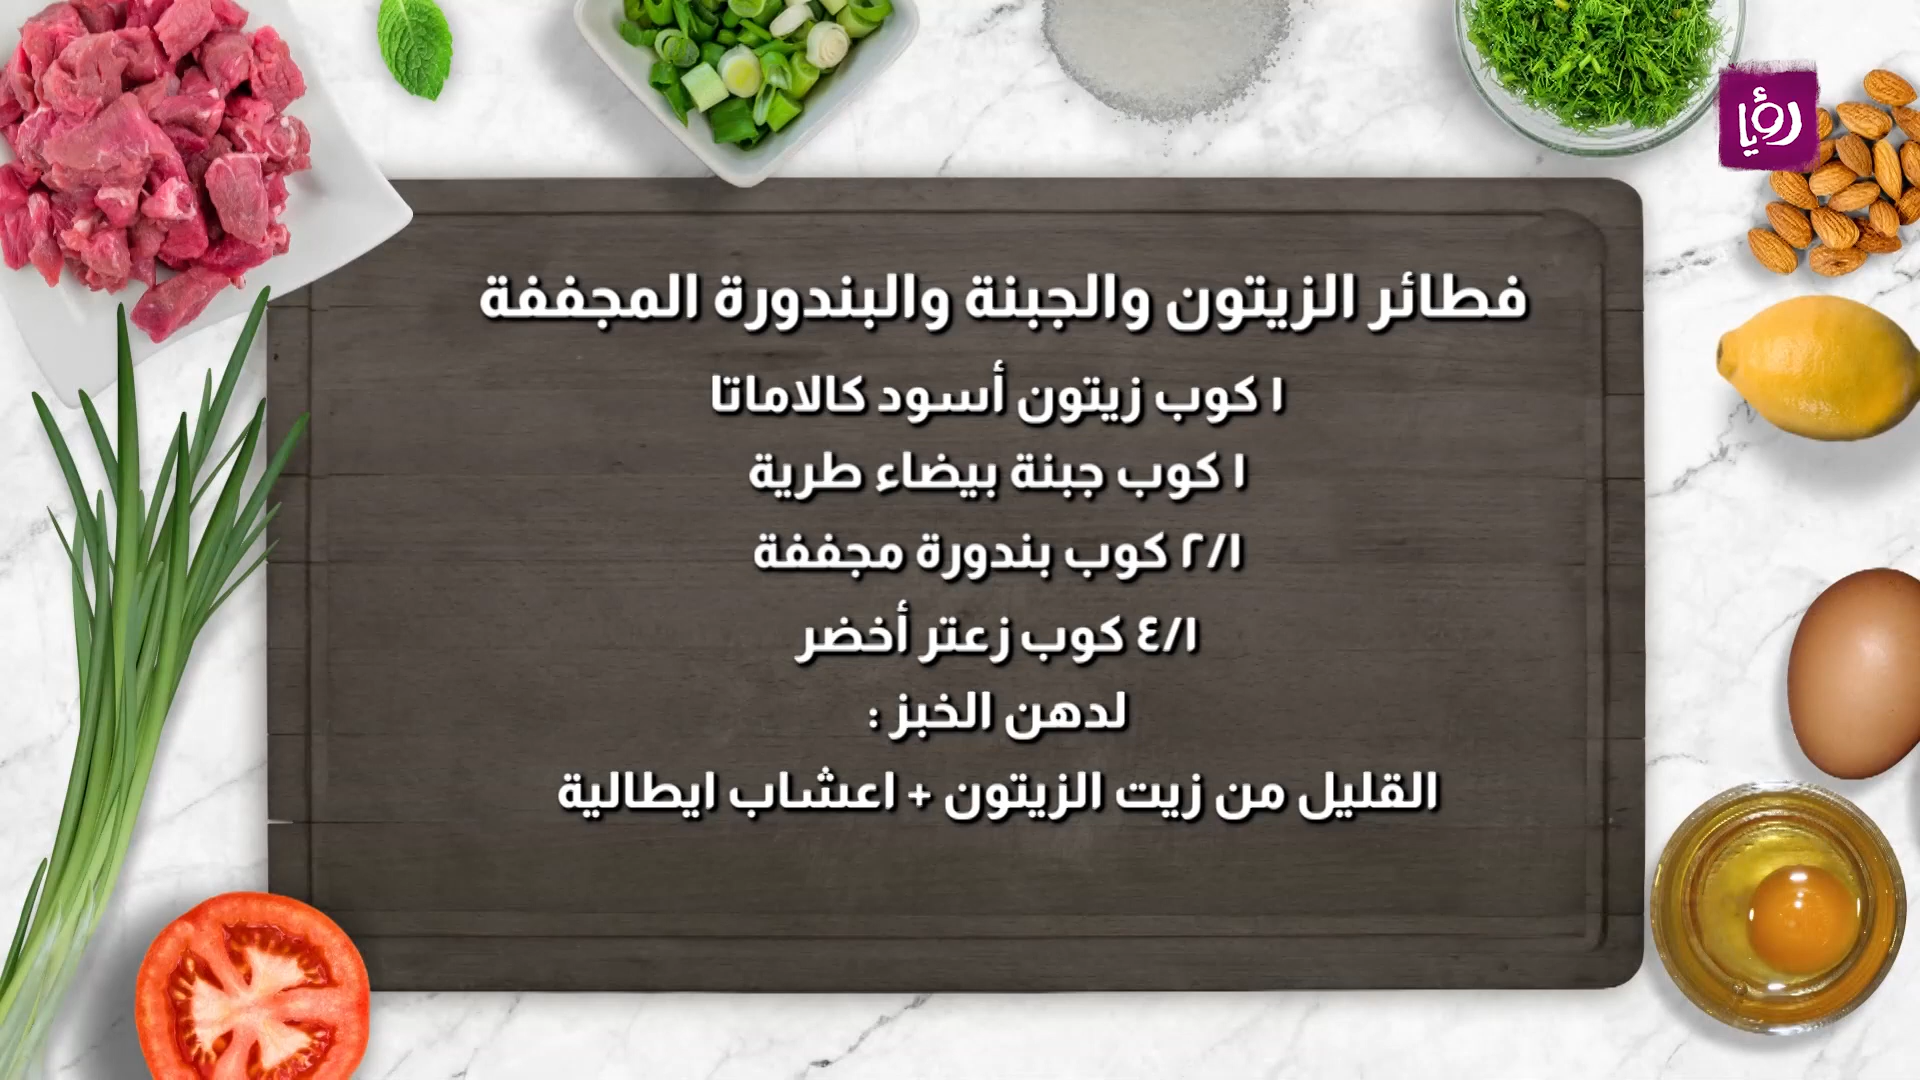 رؤيا
فطائر الزيتون والجبنة والبندورة المجففة
١ كوب زيتون أسود كالاماتا
١ كوب جبنة بيضاء طرية
٢/١ كوب بندورة مجففة
٤/١ كوب زعتر أخضر
لدهن الخبز :
القليل من زيت الزيتون + اعشاب ايطالية